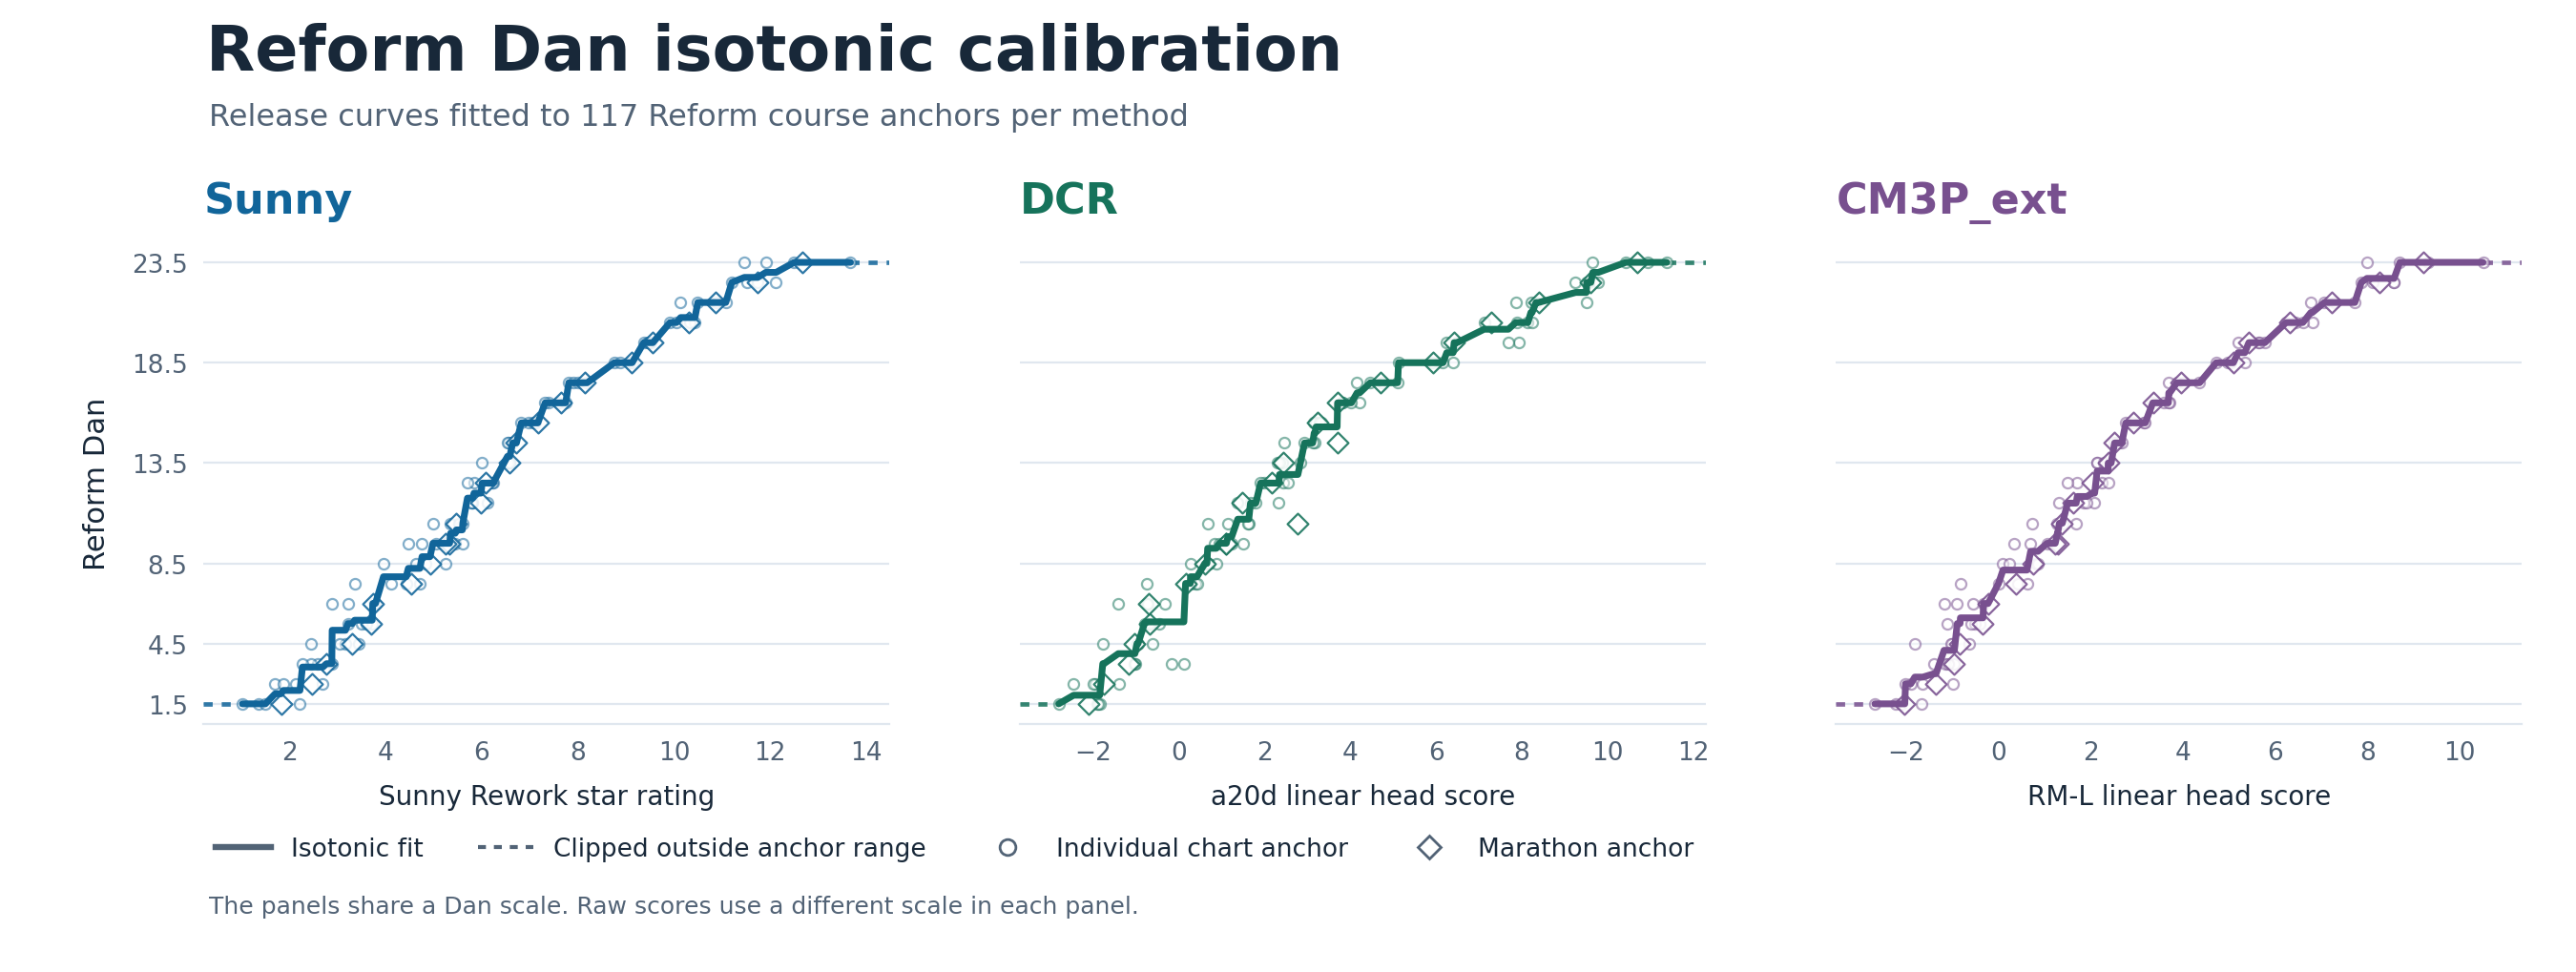 Reform Dan isotonic calibration
Release curves fitted to 117 Reform course anchors per method
Sunny
DCR
CM3P_ext
Reform Dan
23.5
18.5
13.5
8.5
4.5
1.5
2 4 6 8 10 12 14
−2 0 2 4 6 8 10 12
−2 0 2 4 6 8 10
Sunny Rework star rating
a20d linear head score
RM-L linear head score
Isotonic fit
Clipped outside anchor range
Individual chart anchor
Marathon anchor
The panels share a Dan scale. Raw scores use a different scale in each panel.